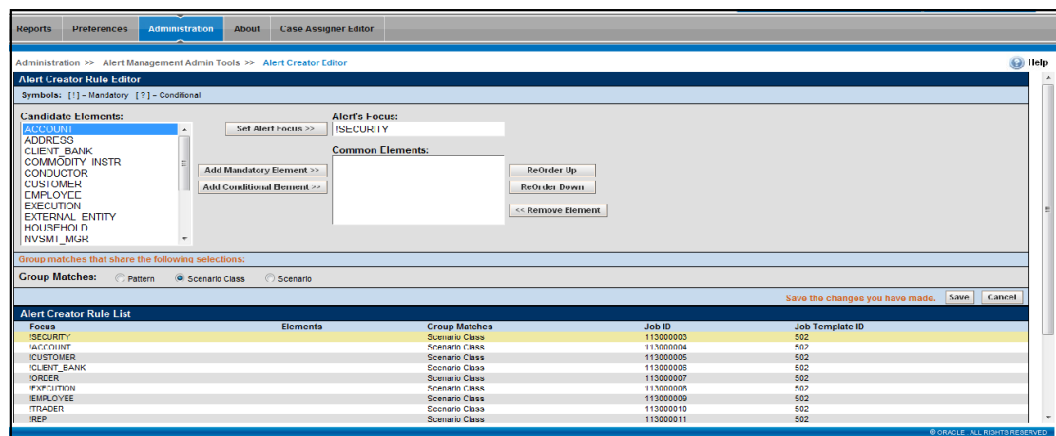 Reports Preferences Administration About Case Assigner Editor
Administration >> Alert Management Admin Tools >> Alert Creator Editor
Help
Alert Creator Rule Editor
Symbols: [!] - Mandatory [?] - Conditional
Candidate Elements:
Alert's Focus:
ACCOUNT
ADDRESS
CLIENT_BANK
COMMODITY_INSTR
CONDUCTOR
CUSTOMER
EMPLOYEE
EXECUTION
EXTERNAL_ENTITY
HOUSEHOLD
NVSMT_MGR
Set Alert Focus >>
!SECURITY
Common Elements:
Add Mandatory Element >>
Add Conditional Element >>
ReOrder Up
ReOrder Down
<< Remove Element
Group matches that share the following selections:
Group Matches: Pattern Scenario Class Scenario
Save the changes you have made. Save Cancel
Alert Creator Rule List
Focus Elements Group Matches Job ID Job Template ID
!SECURITY Scenario Class 113000003 502
!ACCOUNT Scenario Class 113000004 502
!CUSTOMER Scenario Class 113000005 502
!CLIENT_BANK Scenario Class 113000006 502
!ORDER Scenario Class 113000007 502
!EXECUTION Scenario Class 113000008 502
!EMPLOYEE Scenario Class 113000009 502
!TRADER Scenario Class 113000010 502
!REP Scenario Class 113000011 502
© ORACLE. ALL RIGHTS RESERVED